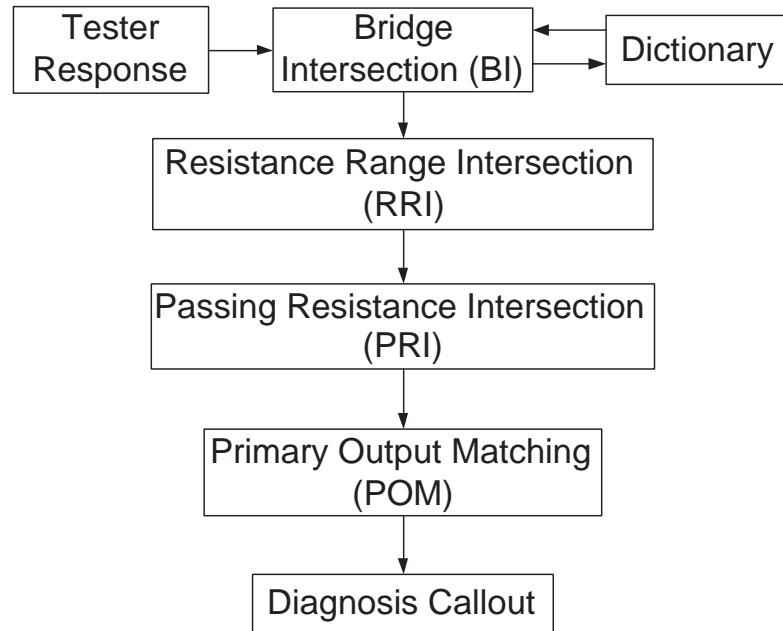 Tester
Response
Bridge
Intersection (BI)
Dictionary
Resistance Range Intersection
(RRI)
Passing Resistance Intersection
(PRI)
Primary Output Matching
(POM)
Diagnosis Callout